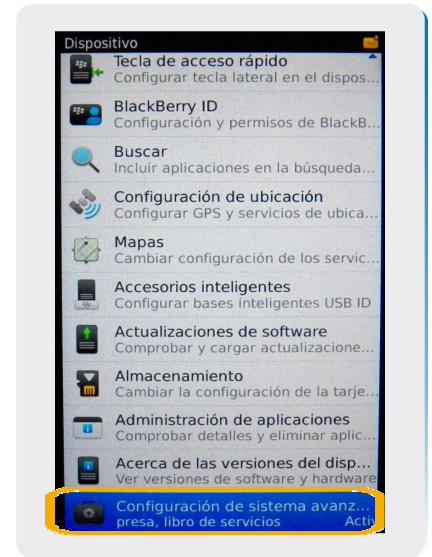 Dispositivo
Tecla de acceso rápido
Configurar tecla lateral en el dispos...
BlackBerry ID
Configuración y permisos de BlackB...
Buscar
Incluir aplicaciones en la búsqueda...
Configuración de ubicación
Configurar GPS y servicios de ubica...
Mapas
Cambiar configuración de los servic...
Accesorios inteligentes
Configurar bases inteligentes USB ID
Actualizaciones de software
Comprobar y cargar actualizacione...
Almacenamiento
Cambiar la configuración de la tarje...
Administración de aplicaciones
Comprobar detalles y eliminar aplic...
Acerca de las versiones del disp...
Ver versiones de software y hardware
Configuración de sistema avanz...
presa, libro de servicios Activ